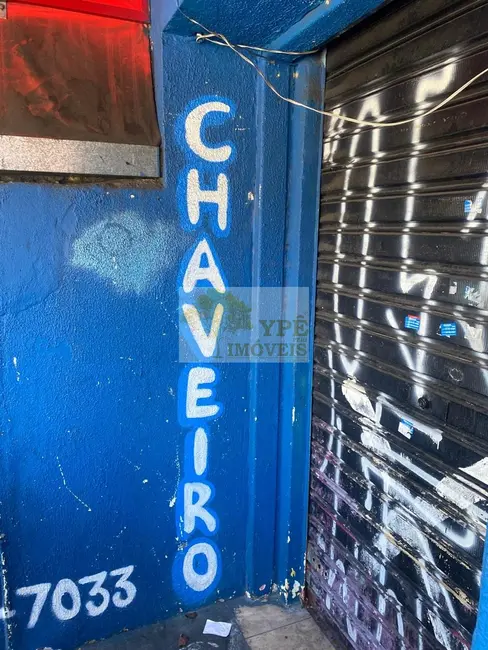 CHAVEIRO
YPÊ
IMÓVEIS
-7033